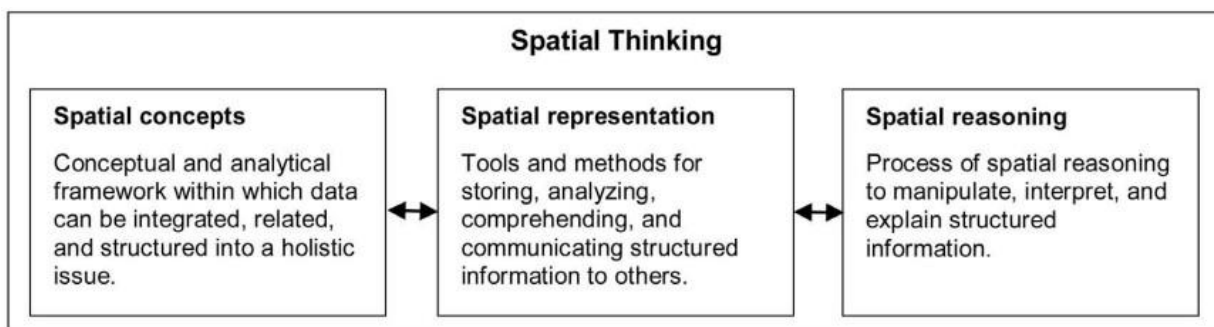 Spatial Thinking
Spatial concepts
Conceptual and analytical
framework within which data
can be integrated, related,
and structured into a holistic
issue.
Spatial representation
Tools and methods for
storing, analyzing,
comprehending, and
communicating structured
information to others.
Spatial reasoning
Process of spatial reasoning
to manipulate, interpret, and
explain structured
information.